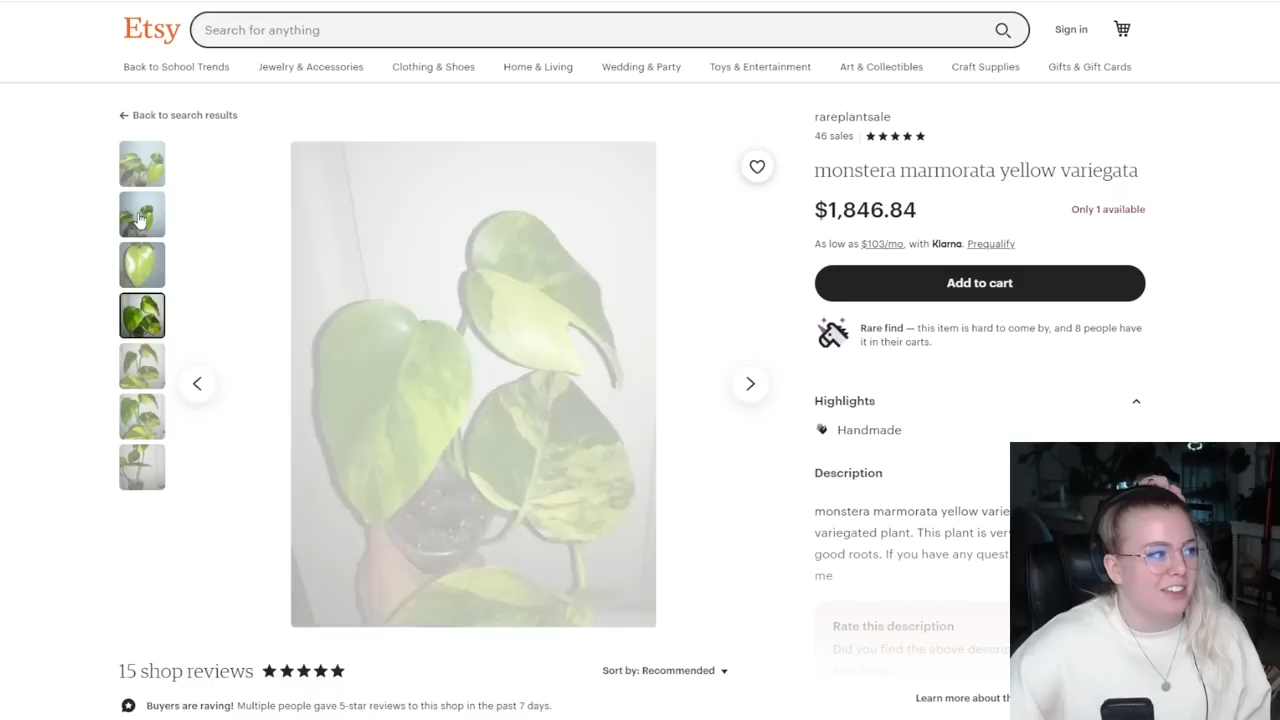 Etsy
Search for anything
Sign in
Back to School Trends
Jewelry & Accessories
Clothing & Shoes
Home & Living
Wedding & Party
Toys & Entertainment
Art & Collectibles
Craft Supplies
Gifts & Gift Cards
Back to search results
rareplantsale
46 sales
monstera marmorata yellow variegata
$1,846.84
Only 1 available
As low as $103/mo, with Klarna. Prequalify
Add to cart
Rare find — this item is hard to come by, and 8 people have
it in their carts.
Highlights
Handmade
Description
monstera marmorata yellow varie
variegated plant. This plant is ver
good roots. If you have any quest
me
Rate this description
Did you find the above descrip
15 shop reviews
Sort by: Recommended
Learn more about th
Buyers are raving! Multiple people gave 5-star reviews to this shop in the past 7 days.